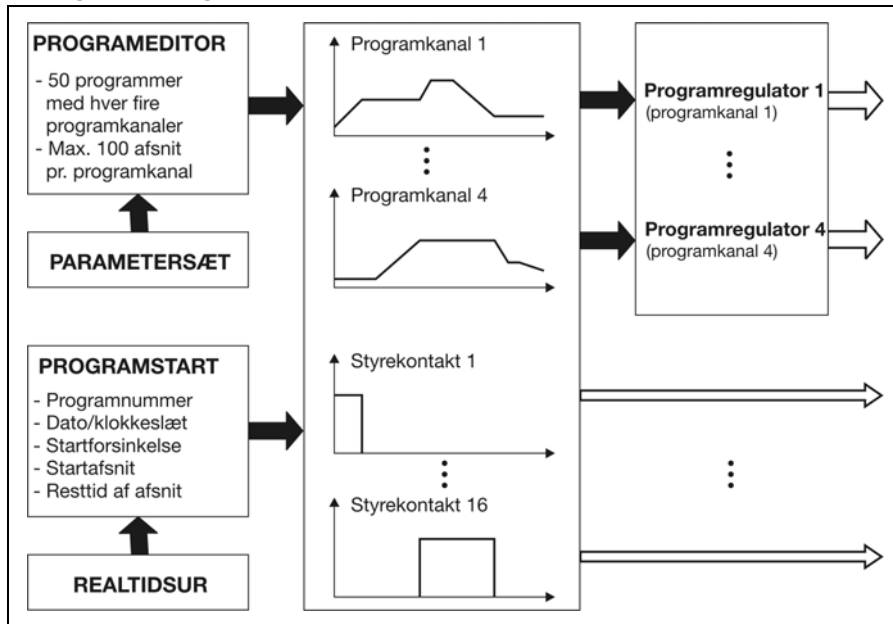 PROGRAMEDITOR
- 50 programmer
med hver fire
programkanaler
- Max. 100 afsnit
pr. programkanal
PARAMETERSÆT
PROGRAMSTART
- Programnummer
- Dato/klokkeslæt
- Startforsinkelse
- Startafsnit
- Resttid af afsnit
REALTIDSUR
Programkanal 1
Programkanal 4
Styrekontakt 1
Styrekontakt 16
Programregulator 1
(programkanal 1)
Programregulator 4
(programkanal 4)